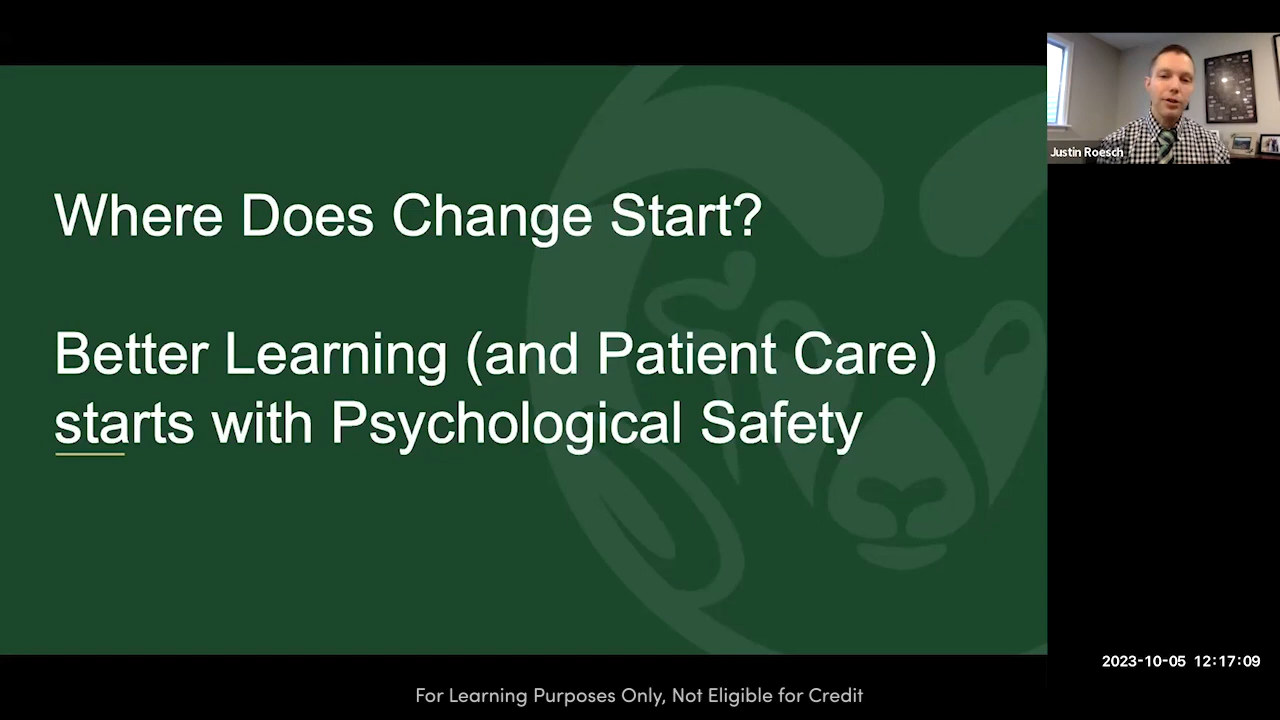 Where Does Change Start?
Better Learning (and Patient Care)
starts with Psychological Safety
Justin Roesch
2023-10-05 12:17:09
For Learning Purposes Only, Not Eligible for Credit